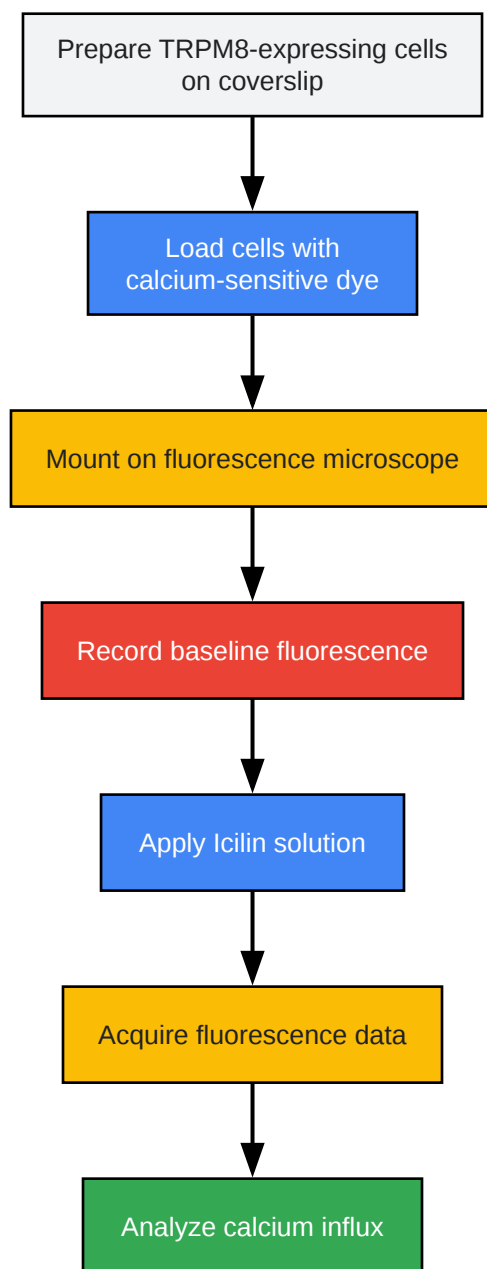 Prepare TRPM8-expressing cells
on coverslip
Load cells with
calcium-sensitive dye
Mount on fluorescence microscope
Record baseline fluorescence
Apply Icilin solution
Acquire fluorescence data
Analyze calcium influx